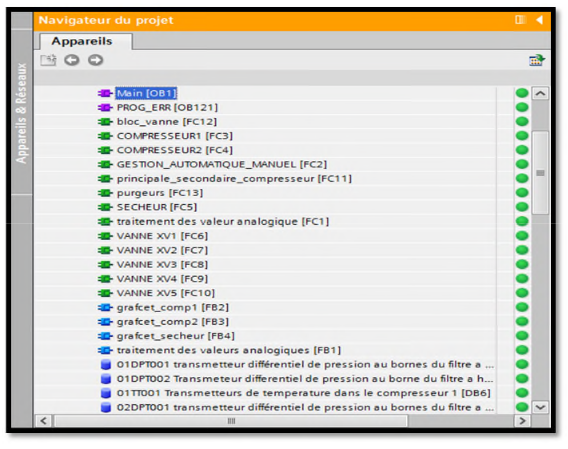 Navigateur du projet
Appareils
Appareils & Réseaux
Main [OB1]
PROG_ERR [OB121]
bloc_vanne [FC12]
COMPRESSEUR1 [FC3]
COMPRESSEUR2 [FC4]
GESTION_AUTOMATIQUE_MANUEL [FC2]
principale_secondaire_compresseur [FC11]
purgeurs [FC13]
SECHEUR [FC5]
traitement des valeur analogique [FC1]
VANNE XV1 [FC6]
VANNE XV2 [FC7]
VANNE XV3 [FC8]
VANNE XV4 [FC9]
VANNE XV5 [FC10]
grafcet_comp1 [FB2]
grafcet_comp2 [FB3]
grafcet_secheur [FB4]
traitement des valeurs analogiques [FB1]
01DPT001 transmetteur différentiel de pression au bornes du filtre a ...
01DPT002 Transmeteur differentiel de pression au borne du filtre a h...
01TT001 Transmetteurs de temperature dans le compresseur 1 [DB6]
02DPT001 transmetteur différentiel de pression au bornes du filtre a ...